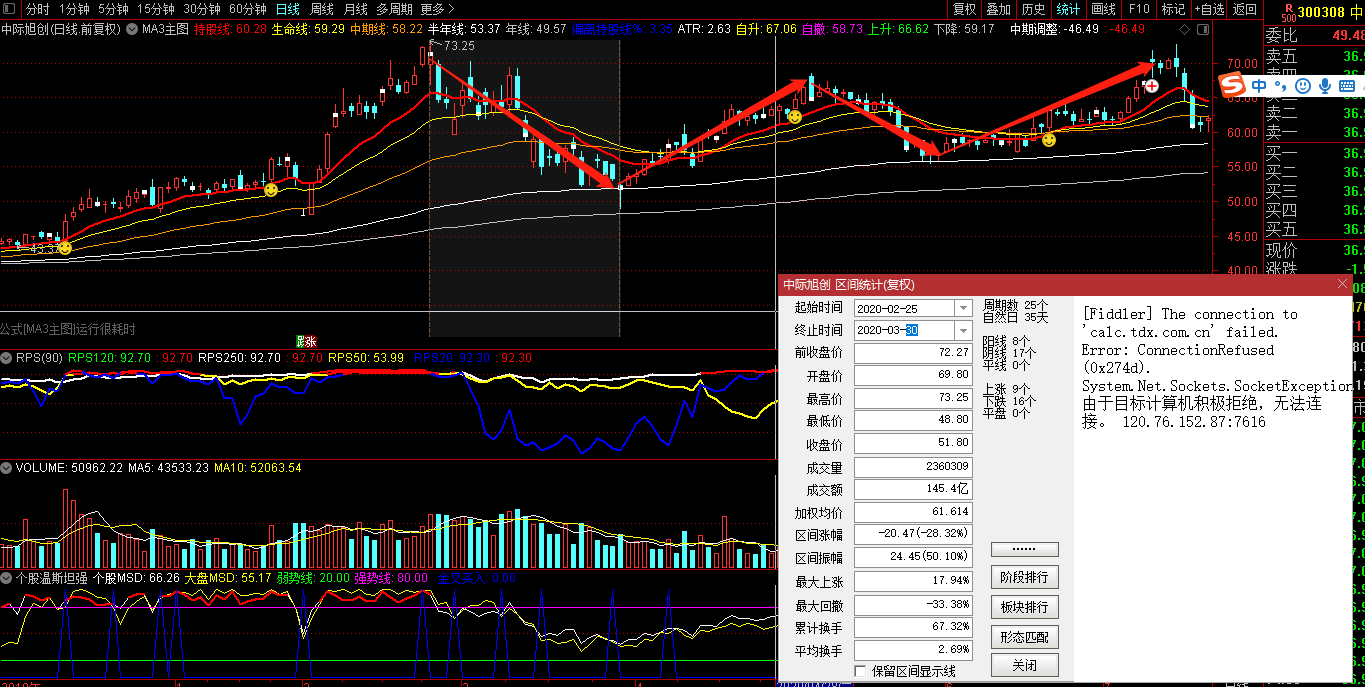 分时 1分钟 5分钟 15分钟 30分钟 60分钟 日线 周线 月线 多周期 更多> 复权 叠加 历史 统计 画线 F10 标记 +自选 返回 R 500 300308 中
中际旭创(日线.前复权) MA3主图 持股线: 60.28 生命线: 59.29 中期线: 58.22 半年线: 53.37 年线: 49.57 偏离持股线%: 3.35 ATR: 2.63 自升: 67.06 自撤: 58.73 上升: 66.62 下降: 59.17 中期调整: -46.49 : -46.49
委比 49.48
73.25
卖五 36.9
卖四
卖三
卖二 36.9
卖一 36.9
买一 36.9
买二 36.9
买三 36.9
买四 36.9
买五 36.8
现价 36.9
涨跌 -1.
70.00
65.00
60.00
55.00
50.00
45.00
40.00
43.37
中
公式[MA3主图]运行很耗时
跌涨
RPS(90) RPS120: 92.70 : 92.70 RPS250: 92.70 : 92.70 RPS50: 53.99 RPS20: 92.30 : 92.30
VOLUME: 50962.22 MA5: 43533.23 MA10: 52063.54
个股温斯坦强 个股MSD: 66.26 大盘MSD: 55.17 弱势线: 20.00 强势线: 80.00
中际旭创 区间统计(复权)
起始时间 2020-02-25
终止时间 2020-03-30
前收盘价 72.27
开盘价 69.80
最高价 73.25
最低价 48.80
收盘价 51.80
成交量 2360309
成交额 145.4亿
加权均价 61.614
区间涨幅 -20.47(-28.32%)
区间振幅 24.45(50.10%)
最大上涨 17.94%
最大回撤 -33.38%
累计换手 67.32%
平均换手 2.69%
保留区间显示线
周期数 25个
自然日 35天
阳线 8个
阴线 17个
平线 0个
上涨 9个
下跌 16个
平盘 0个
······
阶段排行
板块排行
形态匹配
关闭
[Fiddler] The connection to
'calc.tdx.com.cn' failed.
Error: ConnectionRefused
(0x274d).
System.Net.Sockets.SocketException
由于目标计算机积极拒绝，无法连
接。 120.76.152.87:7616